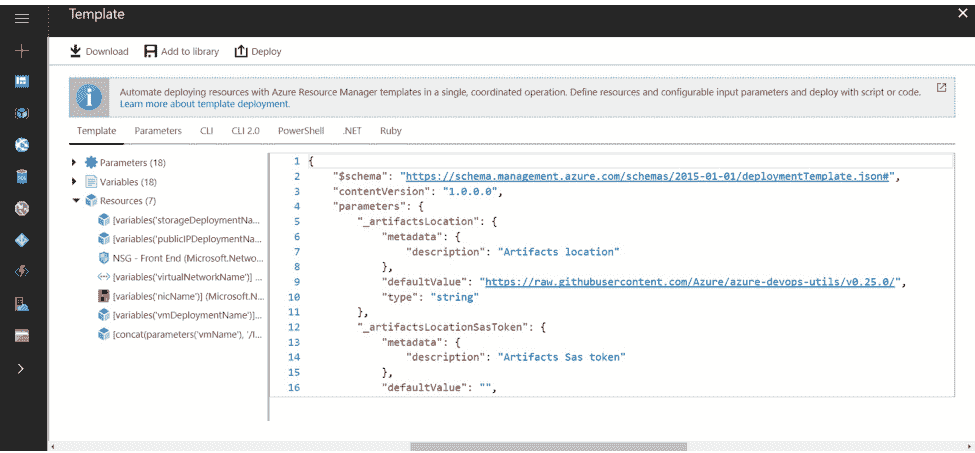 Template
Download Add to library Deploy
Automate deploying resources with Azure Resource Manager templates in a single, coordinated operation. Define resources and configurable input parameters and deploy with script or code.
Learn more about template deployment.
Template Parameters CLI CLI 2.0 PowerShell .NET Ruby
Parameters (18)
Variables (18)
Resources (7)
[variables('storageDeploymentNa...
[variables('publicIPDeploymentNa...
NSG - Front End (Microsoft.Netwo...
[variables('virtualNetworkName')] ...
[variables('nicName')] (Microsoft.N...
[variables('vmDeploymentName')]...
[concat(parameters('vmName'), '/I...
1 {
2 "$schema": "https://schema.management.azure.com/schemas/2015-01-01/deploymentTemplate.json#",
3 "contentVersion": "1.0.0.0",
4 "parameters": {
5 "_artifactsLocation": {
6 "metadata": {
7 "description": "Artifacts location"
8 },
9 "defaultValue": "https://raw.githubusercontent.com/Azure/azure-devops-utils/v0.25.0/",
10 "type": "string"
11 },
12 "_artifactsLocationSasToken": {
13 "metadata": {
14 "description": "Artifacts Sas token"
15 },
16 "defaultValue": "",